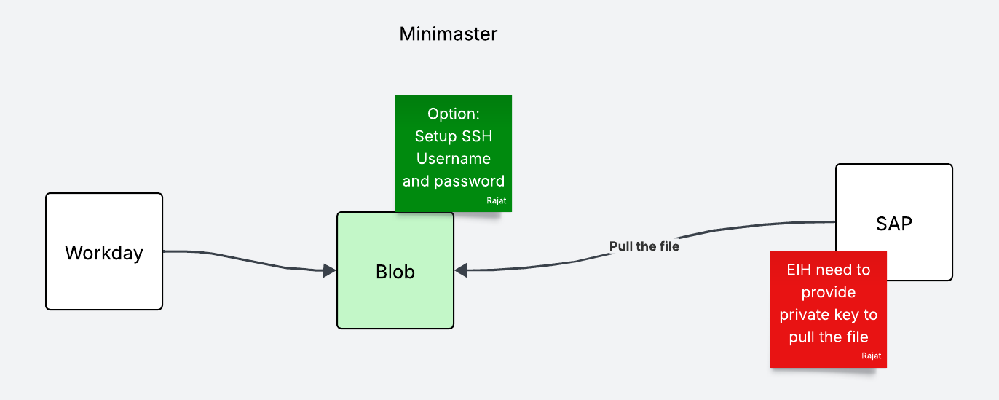 Minimaster
Option:
Setup SSH
Username
and password
Rajat
Workday
Blob
Pull the file
SAP
EIH need to
provide
private key to
pull the file
Rajat